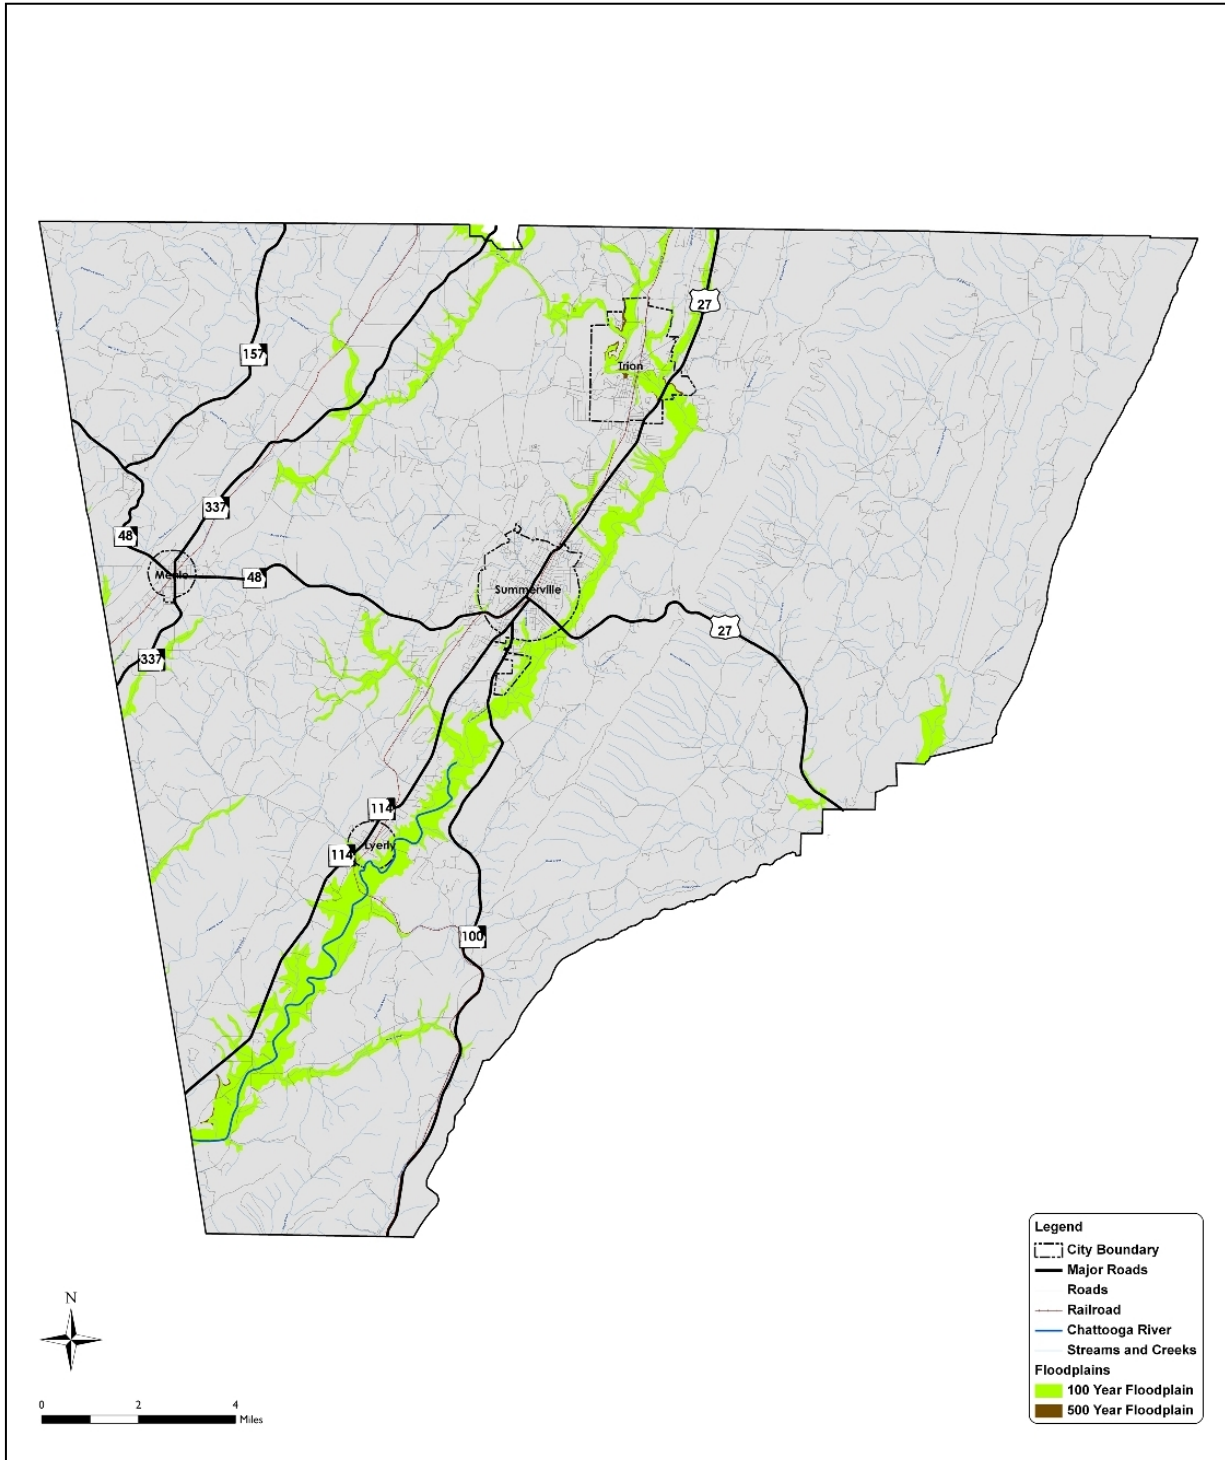 27
157
Trion
337
48
Menlo
48
Summerville
27
337
114
Lyerly
114
100
N
0 2 4
Miles
Legend
City Boundary
Major Roads
Roads
Railroad
Chattooga River
Streams and Creeks
Floodplains
100 Year Floodplain
500 Year Floodplain